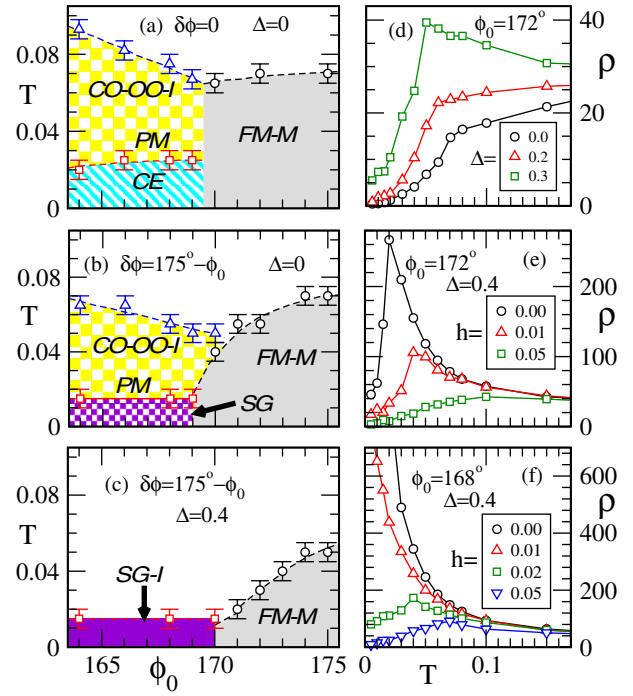 (a) δϕ=0 Δ=0
0.08
T
CO-OO-I
0.04
PM
FM-M
CE
0
(b) δϕ=175°-ϕ₀ Δ=0
0.08
T
CO-OO-I
0.04
FM-M
PM
SG
0
(c) δϕ=175°-ϕ₀
0.08
Δ=0.4
T
SG-I
0.04
FM-M
0
165 170 175
ϕ₀
(d) ϕ₀=172°
40
ρ
20
Δ=
0.0
0.2
0.3
0
ϕ₀=172° (e)
Δ=0.4
200
ρ
h=
0.00
0.01
0.05
100
0
ϕ₀=168° (f)
Δ=0.4
600
ρ
h=
0.00
0.01
0.02
0.05
400
200
0
0 0.1
T